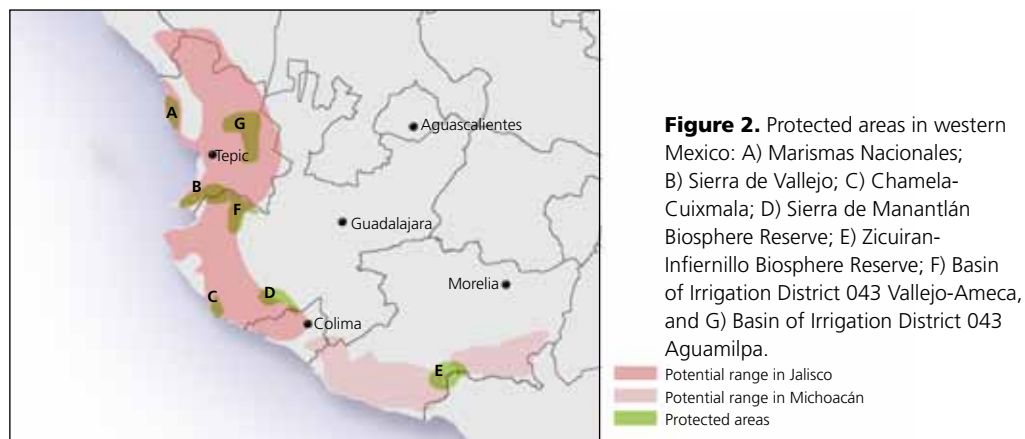 A
G
Aguascalientes
Tepic
B
F
Guadalajara
C
D
Morelia
Colima
E
Figure 2. Protected areas in western
Mexico: A) Marismas Nacionales;
B) Sierra de Vallejo; C) Chamela-
Cuixmala; D) Sierra de Manantlán
Biosphere Reserve; E) Zicuiran-
Infiernillo Biosphere Reserve; F) Basin
of Irrigation District 043 Vallejo-Ameca,
and G) Basin of Irrigation District 043
Aguamilpa.
Potential range in Jalisco
Potential range in Michoacán
Protected areas